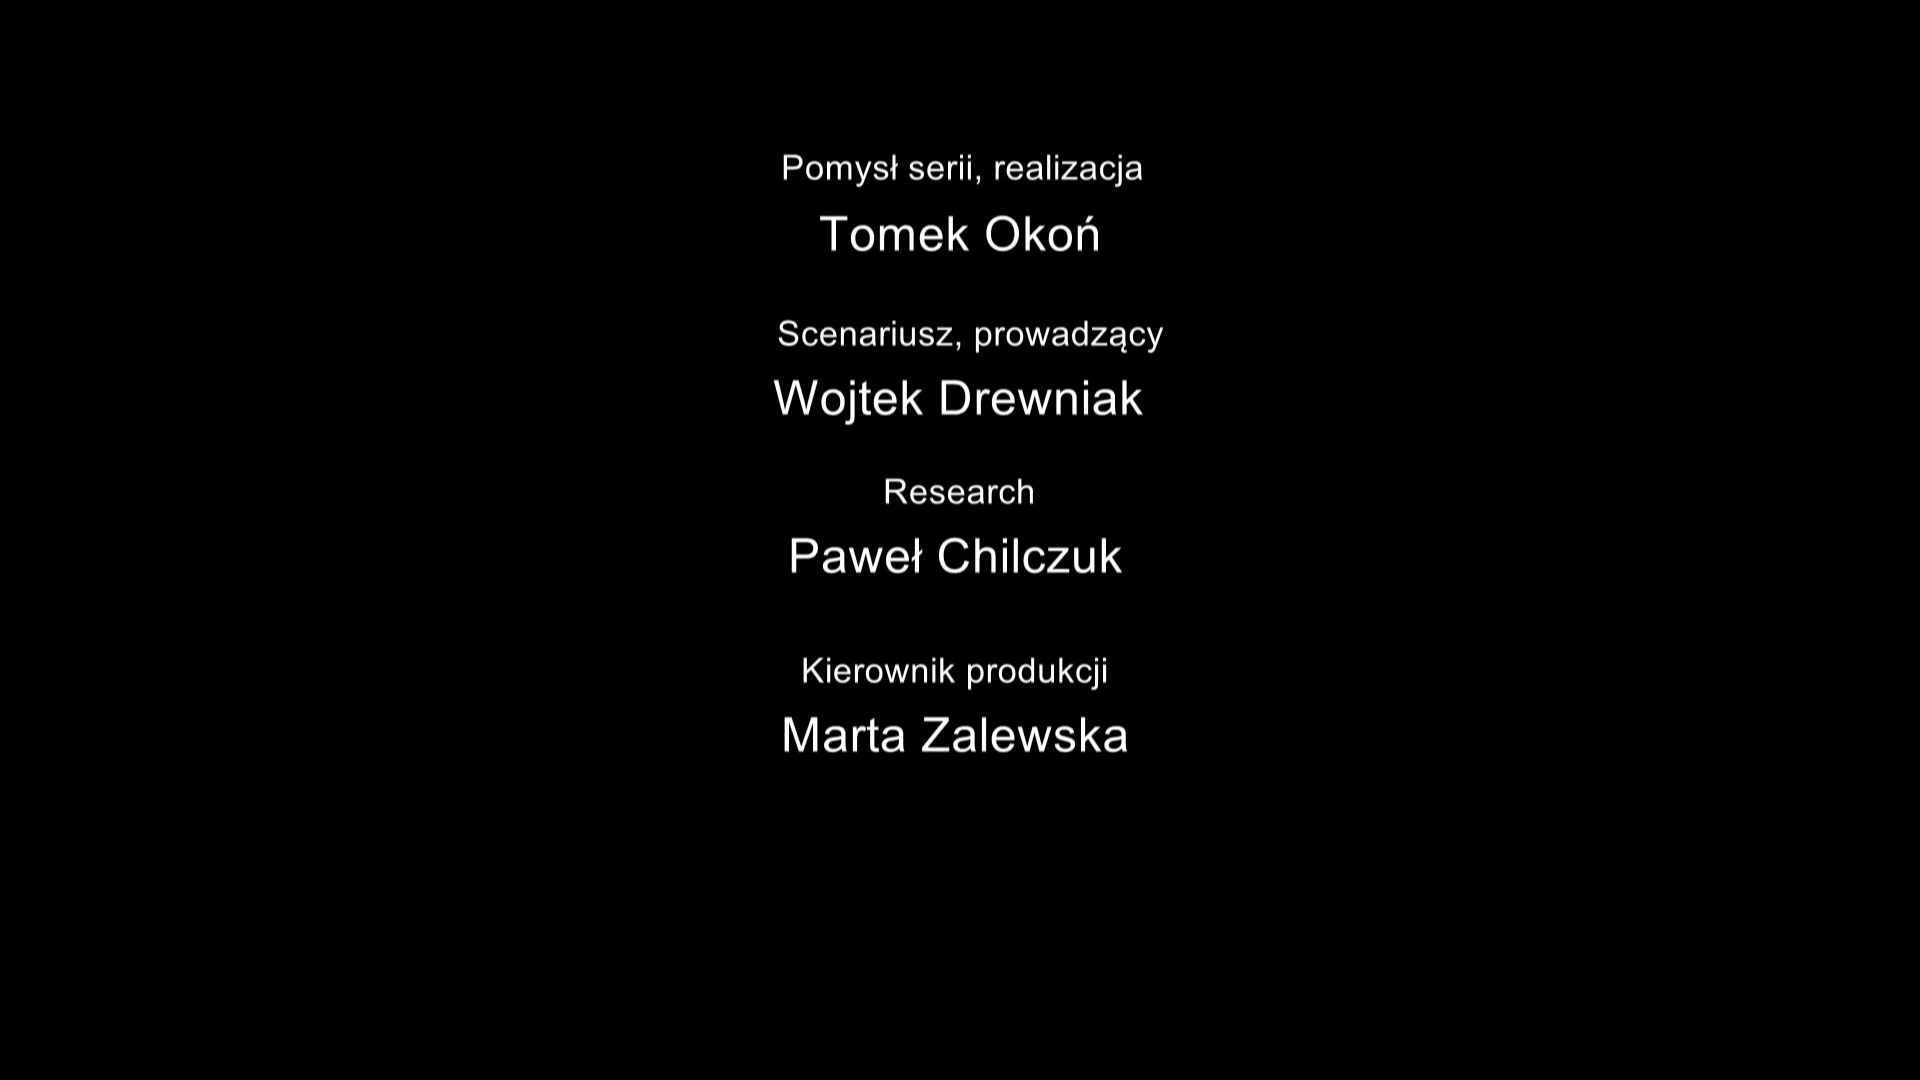 Pomysł serii, realizacja
Tomek Okoń
Scenariusz, prowadzący
Wojtek Drewniak
Research
Paweł Chilczuk
Kierownik produkcji
Marta Zalewska